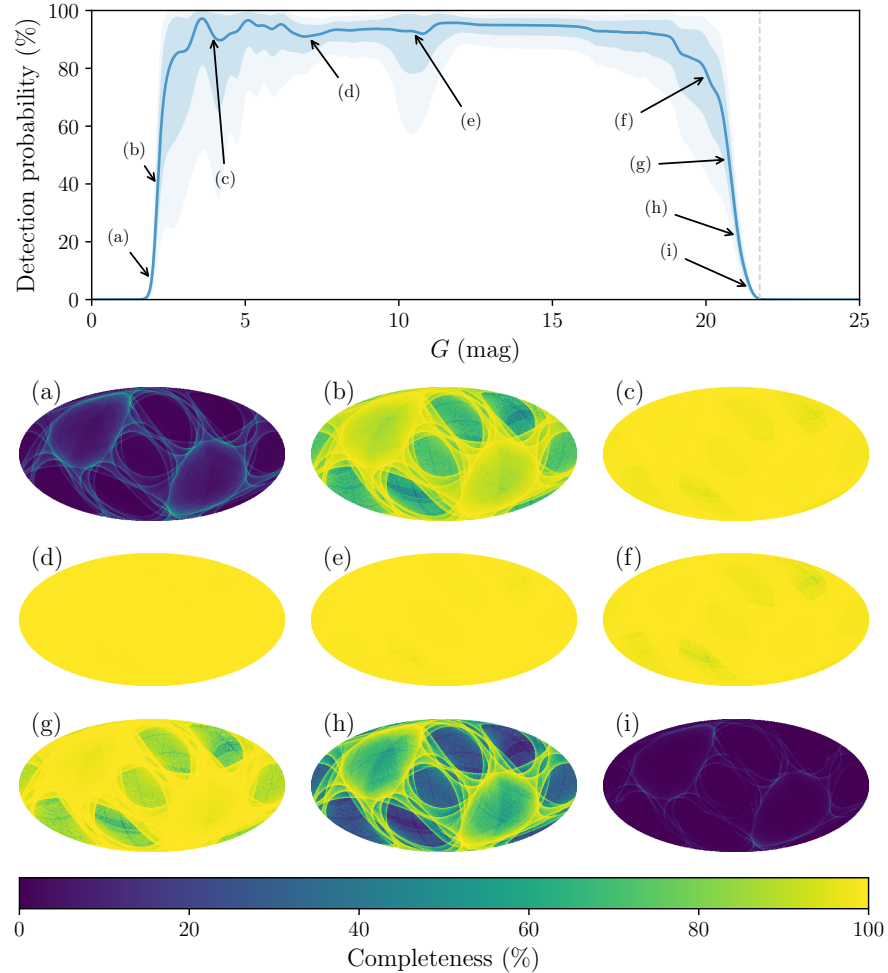 Detection probability (%)
100
80
60
40
20
0
(a)
(b)
(c)
(d)
(e)
(f)
(g)
(h)
(i)
0 5 10 15 20 25
G (mag)
(a) (b) (c)
(d) (e) (f)
(g) (h) (i)
0 20 40 60 80 100
Completeness (%)